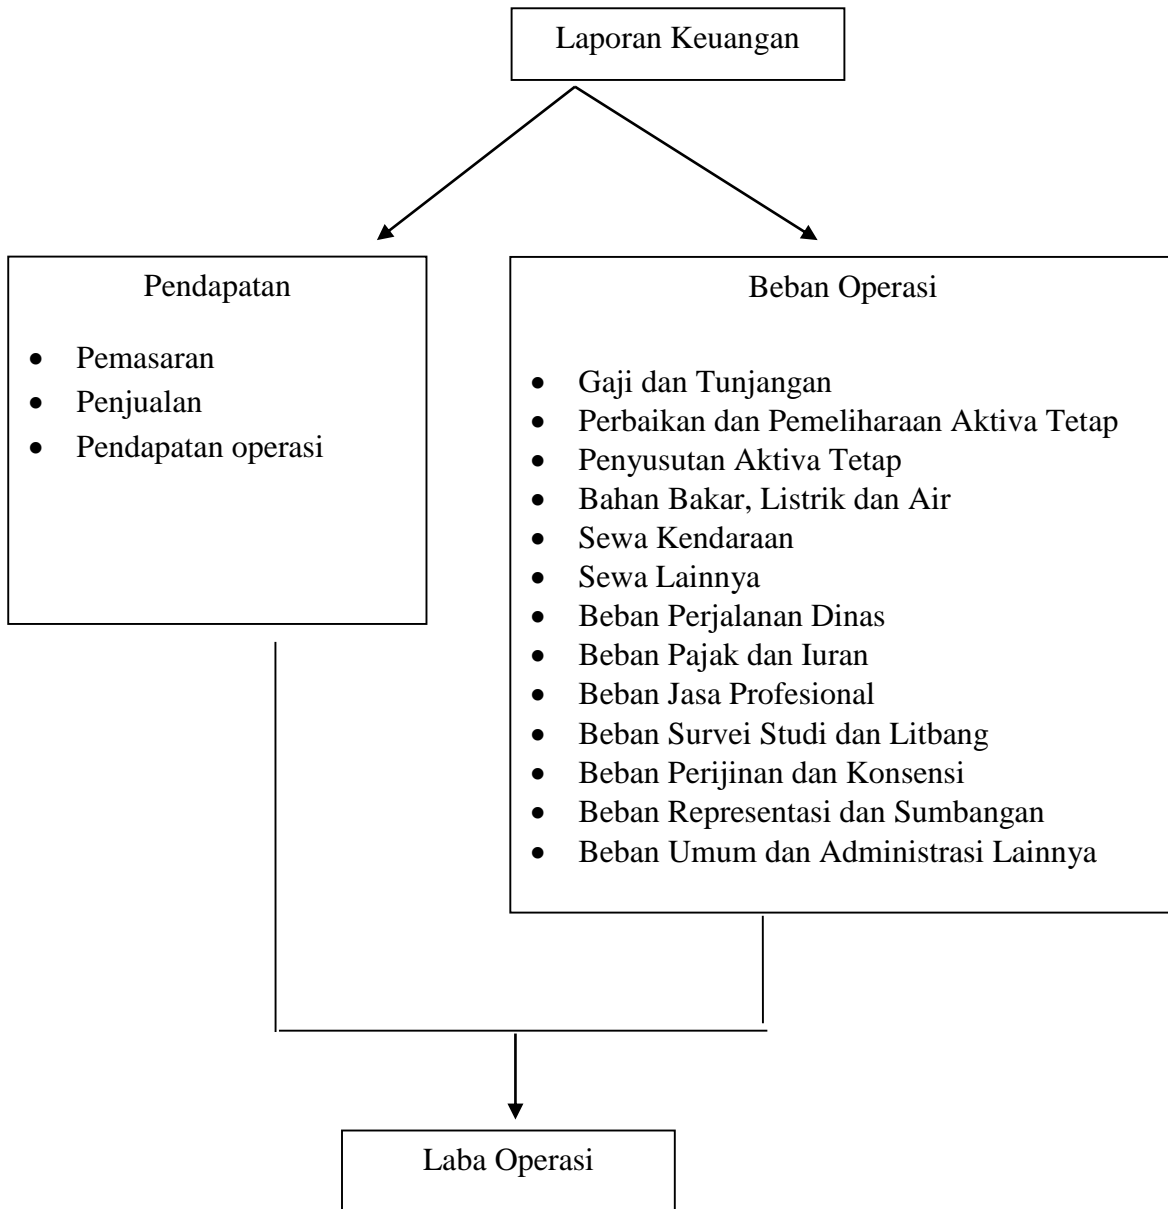 Laporan Keuangan
Pendapatan
• Pemasaran
• Penjualan
• Pendapatan operasi
Beban Operasi
• Gaji dan Tunjangan
• Perbaikan dan Pemeliharaan Aktiva Tetap
• Penyusutan Aktiva Tetap
• Bahan Bakar, Listrik dan Air
• Sewa Kendaraan
• Sewa Lainnya
• Beban Perjalanan Dinas
• Beban Pajak dan Iuran
• Beban Jasa Profesional
• Beban Survei Studi dan Litbang
• Beban Perijinan dan Konsensi
• Beban Representasi dan Sumbangan
• Beban Umum dan Administrasi Lainnya
Laba Operasi